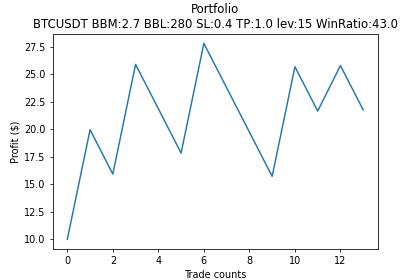 Portfolio
BTCUSDT BBM:2.7 BBL:280 SL:0.4 TP:1.0 lev:15 WinRatio:43.0
27.5
25.0
22.5
20.0
17.5
15.0
12.5
10.0
Profit ($)
0 2 4 6 8 10 12
Trade counts